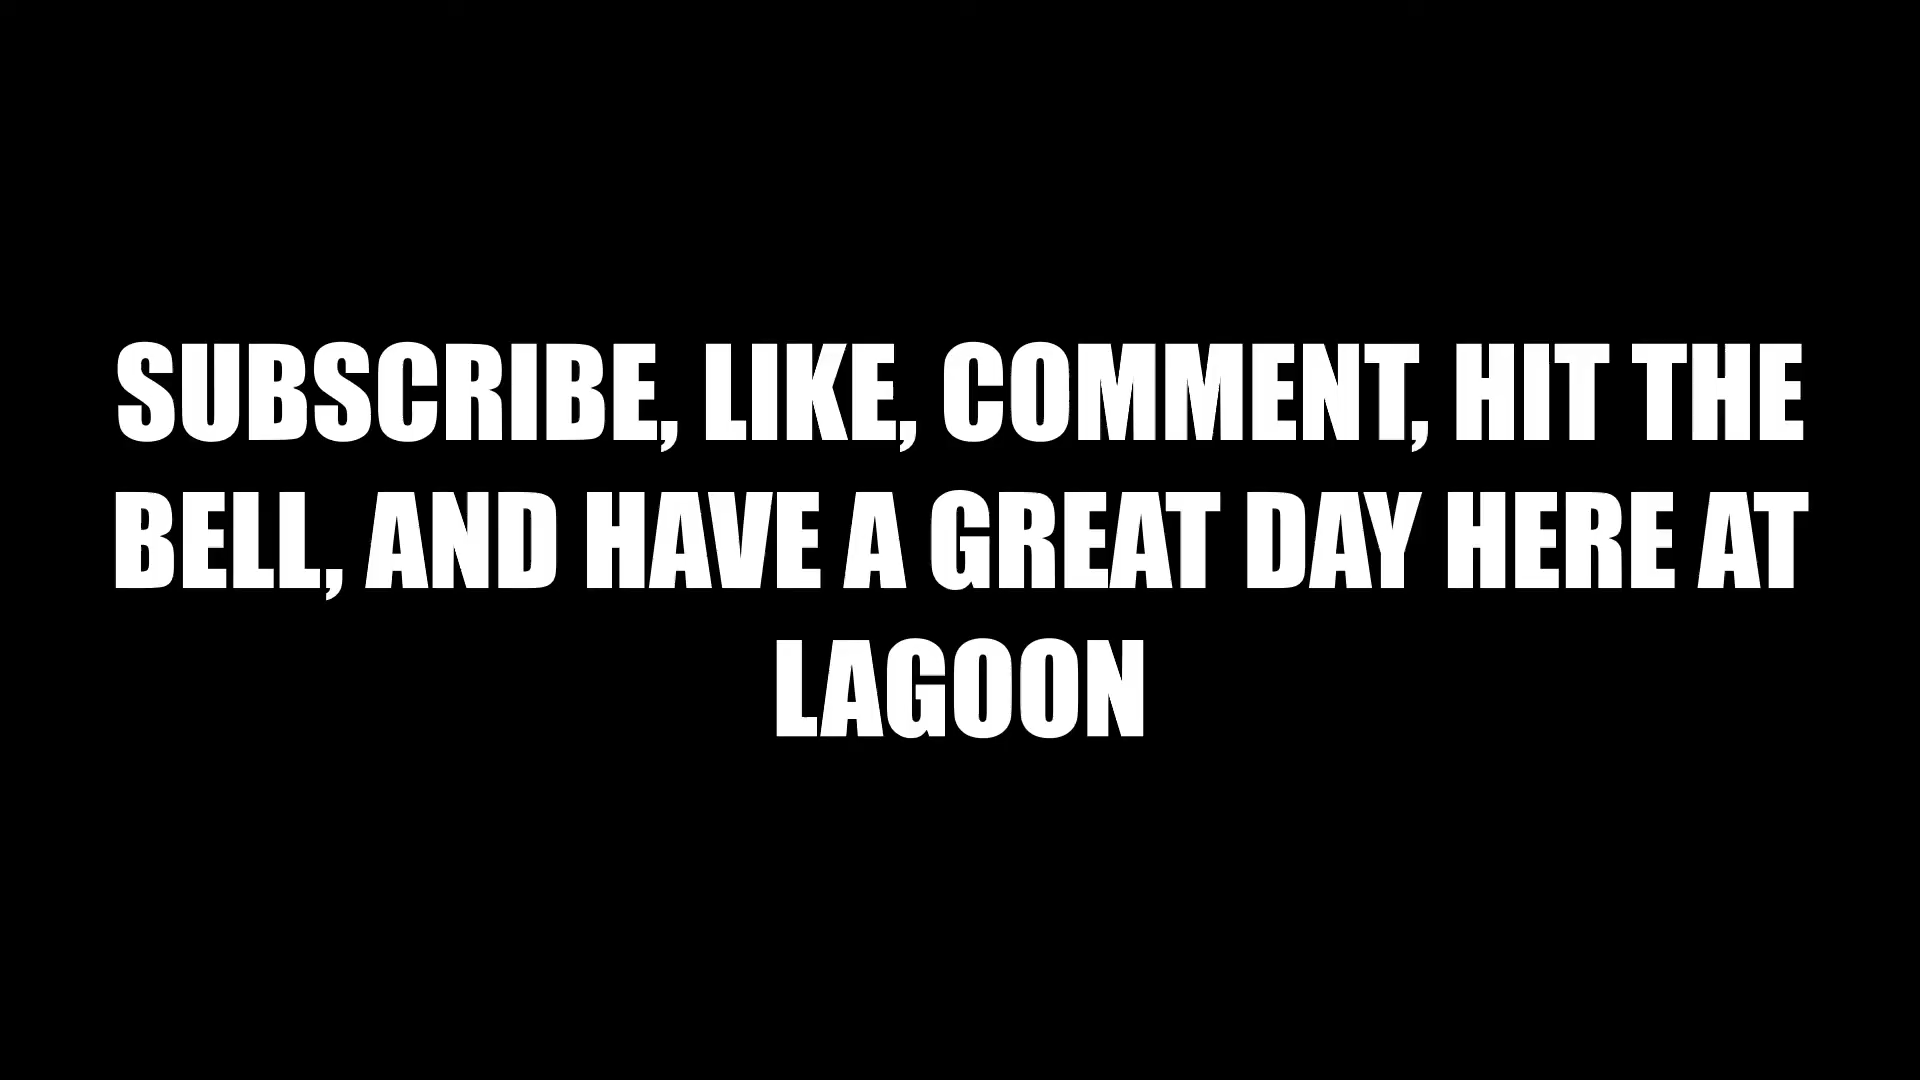 SUBSCRIBE, LIKE, COMMENT, HIT THE
BELL, AND HAVE A GREAT DAY HERE AT
LAGOON